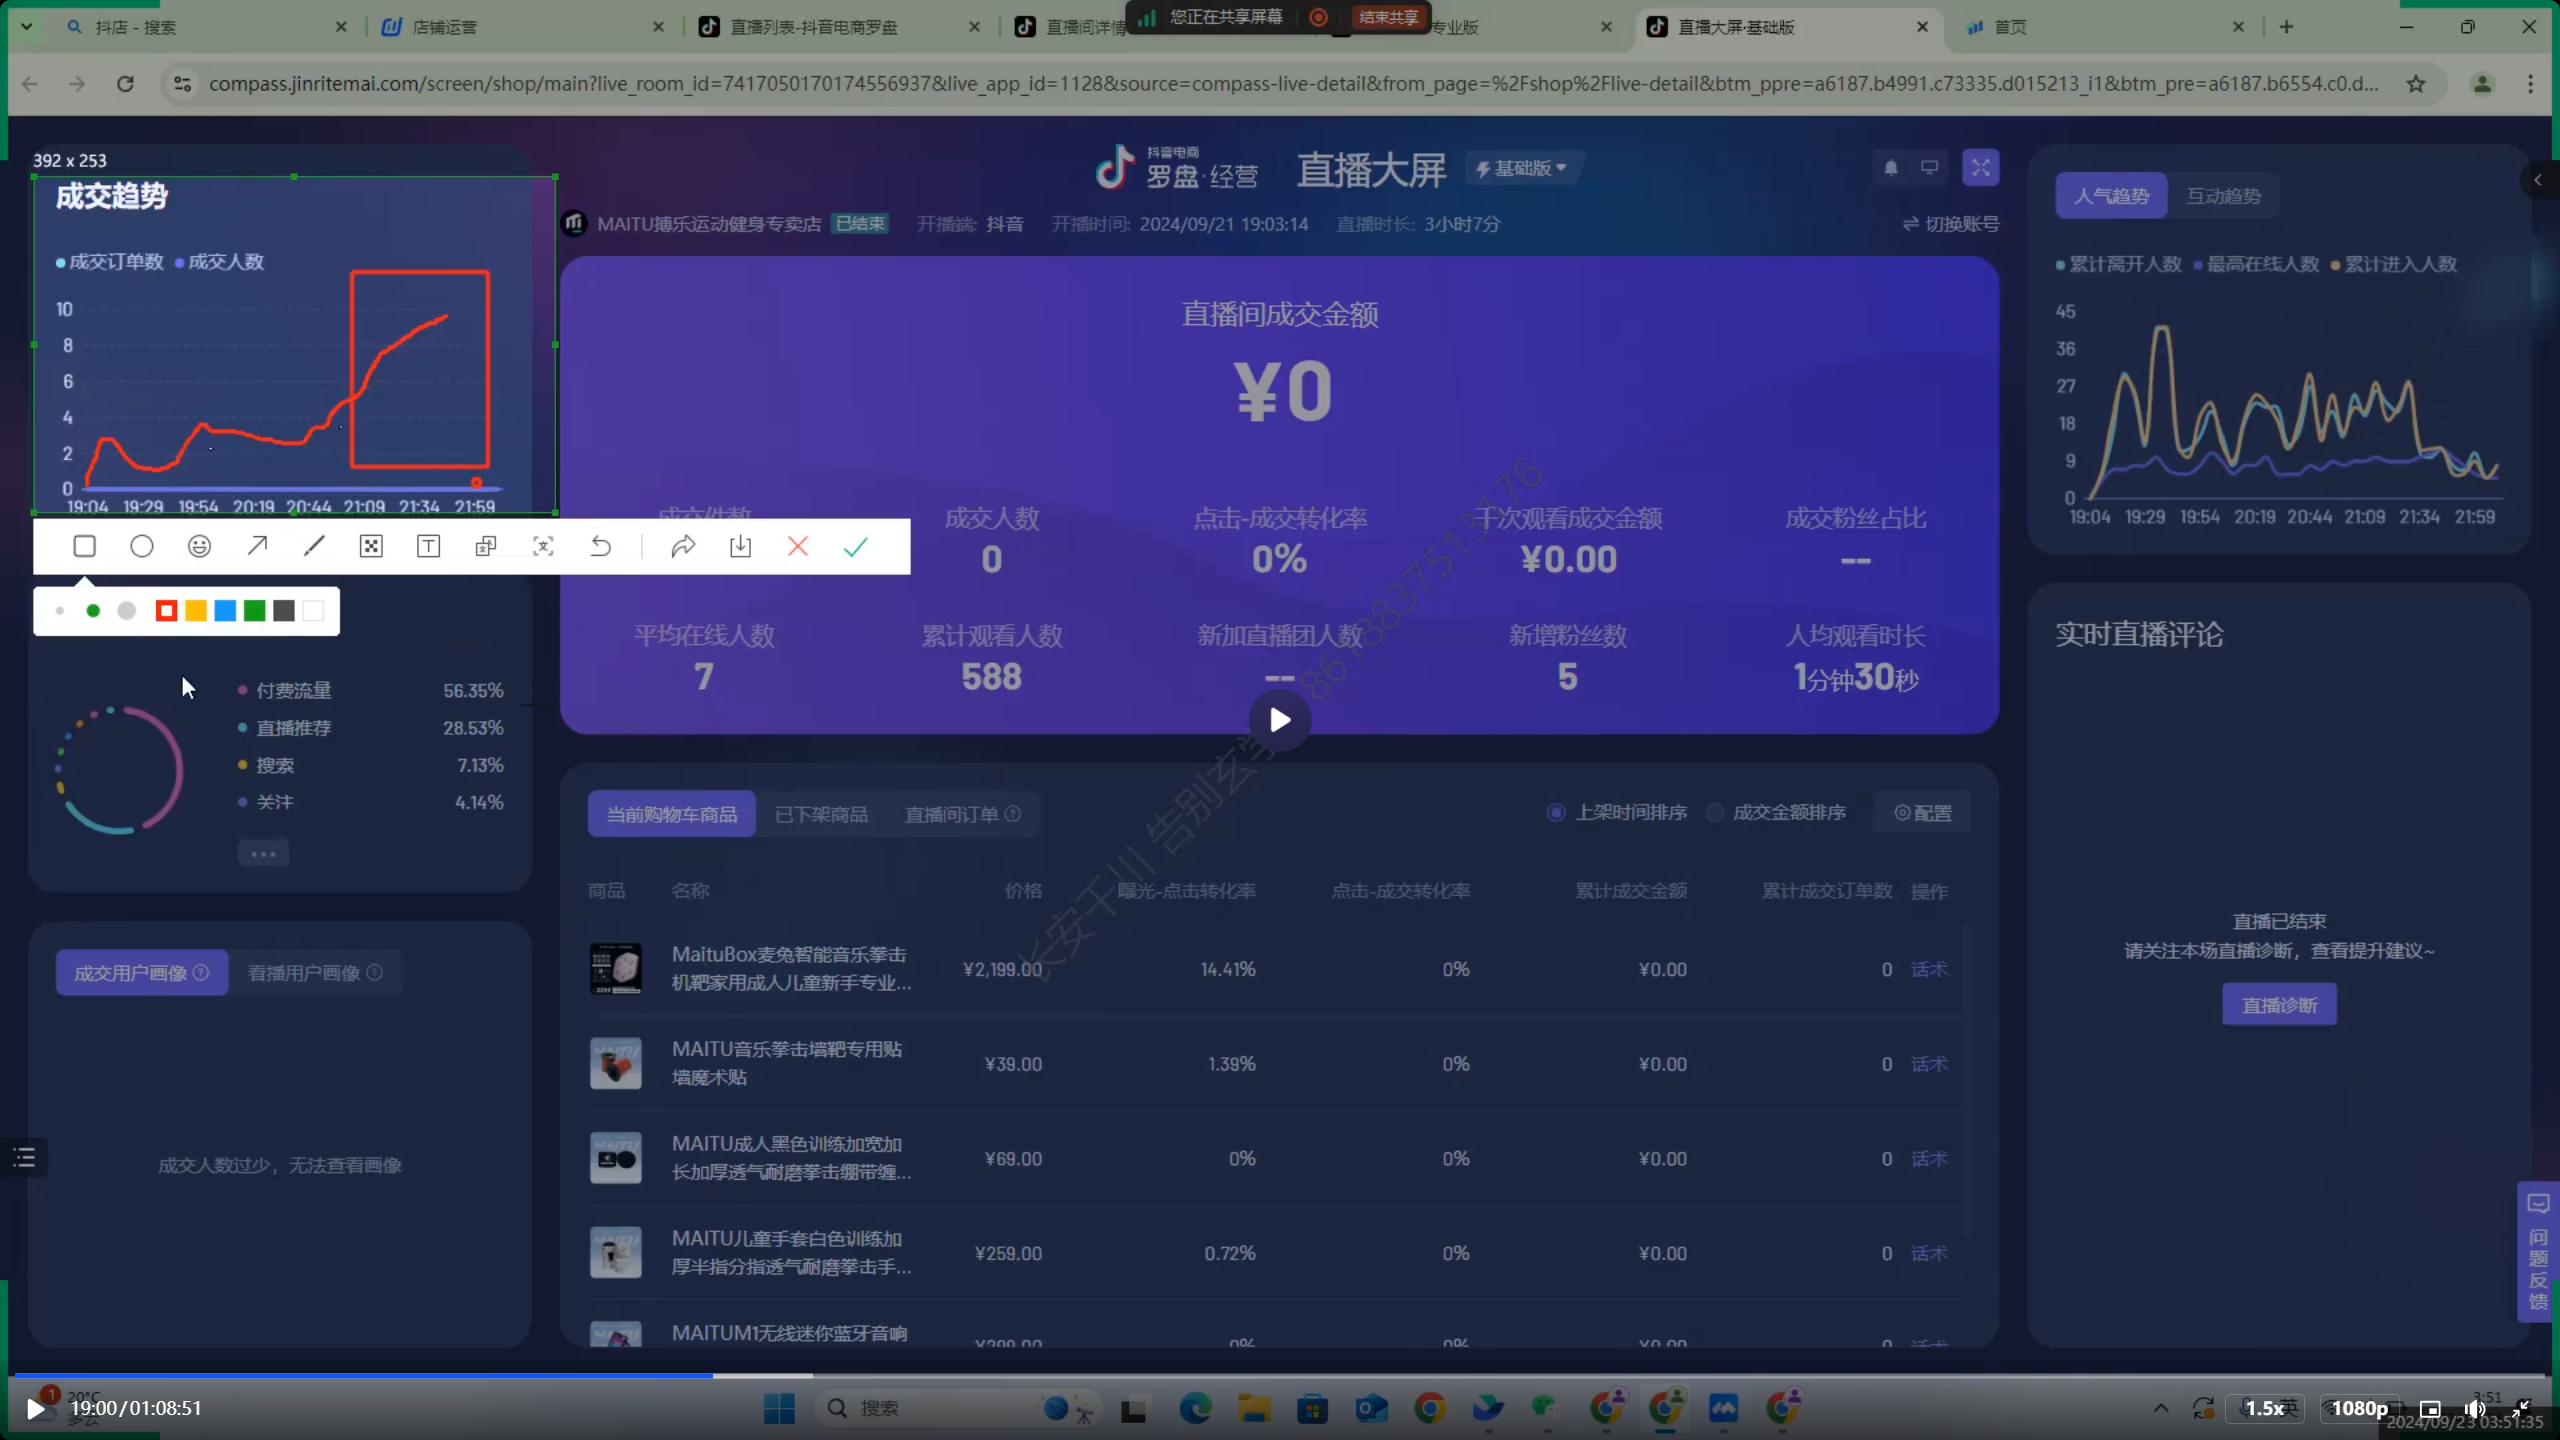 抖店 - 搜索
店铺运营
直播列表-抖音电商罗盘
直播间详情
您正在共享屏幕
结束共享
专业版
直播大屏·基础版
首页
compass.jinritemai.com/screen/shop/main?live_room_id=7417050170174556937&live_app_id=1128&source=compass-live-detail&from_page=%2Fshop%2Flive-detail&btm_ppre=a6187.b4991.c73335.d015213_i1&btm_pre=a6187.b6554.c0.d...
392 x 253
成交趋势
成交订单数 成交人数
10
8
6
4
2
0
19:04 19:29 19:54 20:19 20:44 21:09 21:34 21:59
付费流量 56.35%
直播推荐 28.53%
搜索 7.13%
关注 4.14%
成交用户画像 看播用户画像
成交人数过少，无法查看画像
抖音电商
罗盘·经营
直播大屏
基础版
MAITU搏乐运动健身专卖店 已结束 开播端: 抖音 开播时间: 2024/09/21 19:03:14 直播时长: 3小时7分
切换账号
直播间成交金额
¥0
成交件数 成交人数 点击-成交转化率 千次观看成交金额 成交粉丝占比
0 0% ¥0.00 --
平均在线人数 累计观看人数 新加直播团人数 新增粉丝数 人均观看时长
7 588 -- 5 1分钟30秒
长安千川 告别玄学
当前购物车商品 已下架商品 直播间订单
上架时间排序 成交金额排序 配置
商品 名称 价格 曝光-点击转化率 点击-成交转化率 累计成交金额 累计成交订单数 操作
MaituBox麦兔智能音乐拳击
机靶家用成人儿童新手专业...
¥2,199.00 14.41% 0% ¥0.00 0 话术
MAITU音乐拳击墙靶专用贴
墙魔术贴
¥39.00 1.39% 0% ¥0.00 0 话术
MAITU成人黑色训练加宽加
长加厚透气耐磨拳击绷带缠...
¥69.00 0% 0% ¥0.00 0 话术
MAITU儿童手套白色训练加
厚半指分指透气耐磨拳击手...
¥259.00 0.72% 0% ¥0.00 0 话术
MAITUM1无线迷你蓝牙音响
人气趋势 互动趋势
累计离开人数 最高在线人数 累计进入人数
45
36
27
18
9
0
19:04 19:29 19:54 20:19 20:44 21:09 21:34 21:59
实时直播评论
直播已结束
请关注本场直播诊断，查看提升建议~
直播诊断
问题反馈
1
20°C
19:00/01:08:51
搜索
1.5x
1080p
3:51
2024/09/23 03:51:35